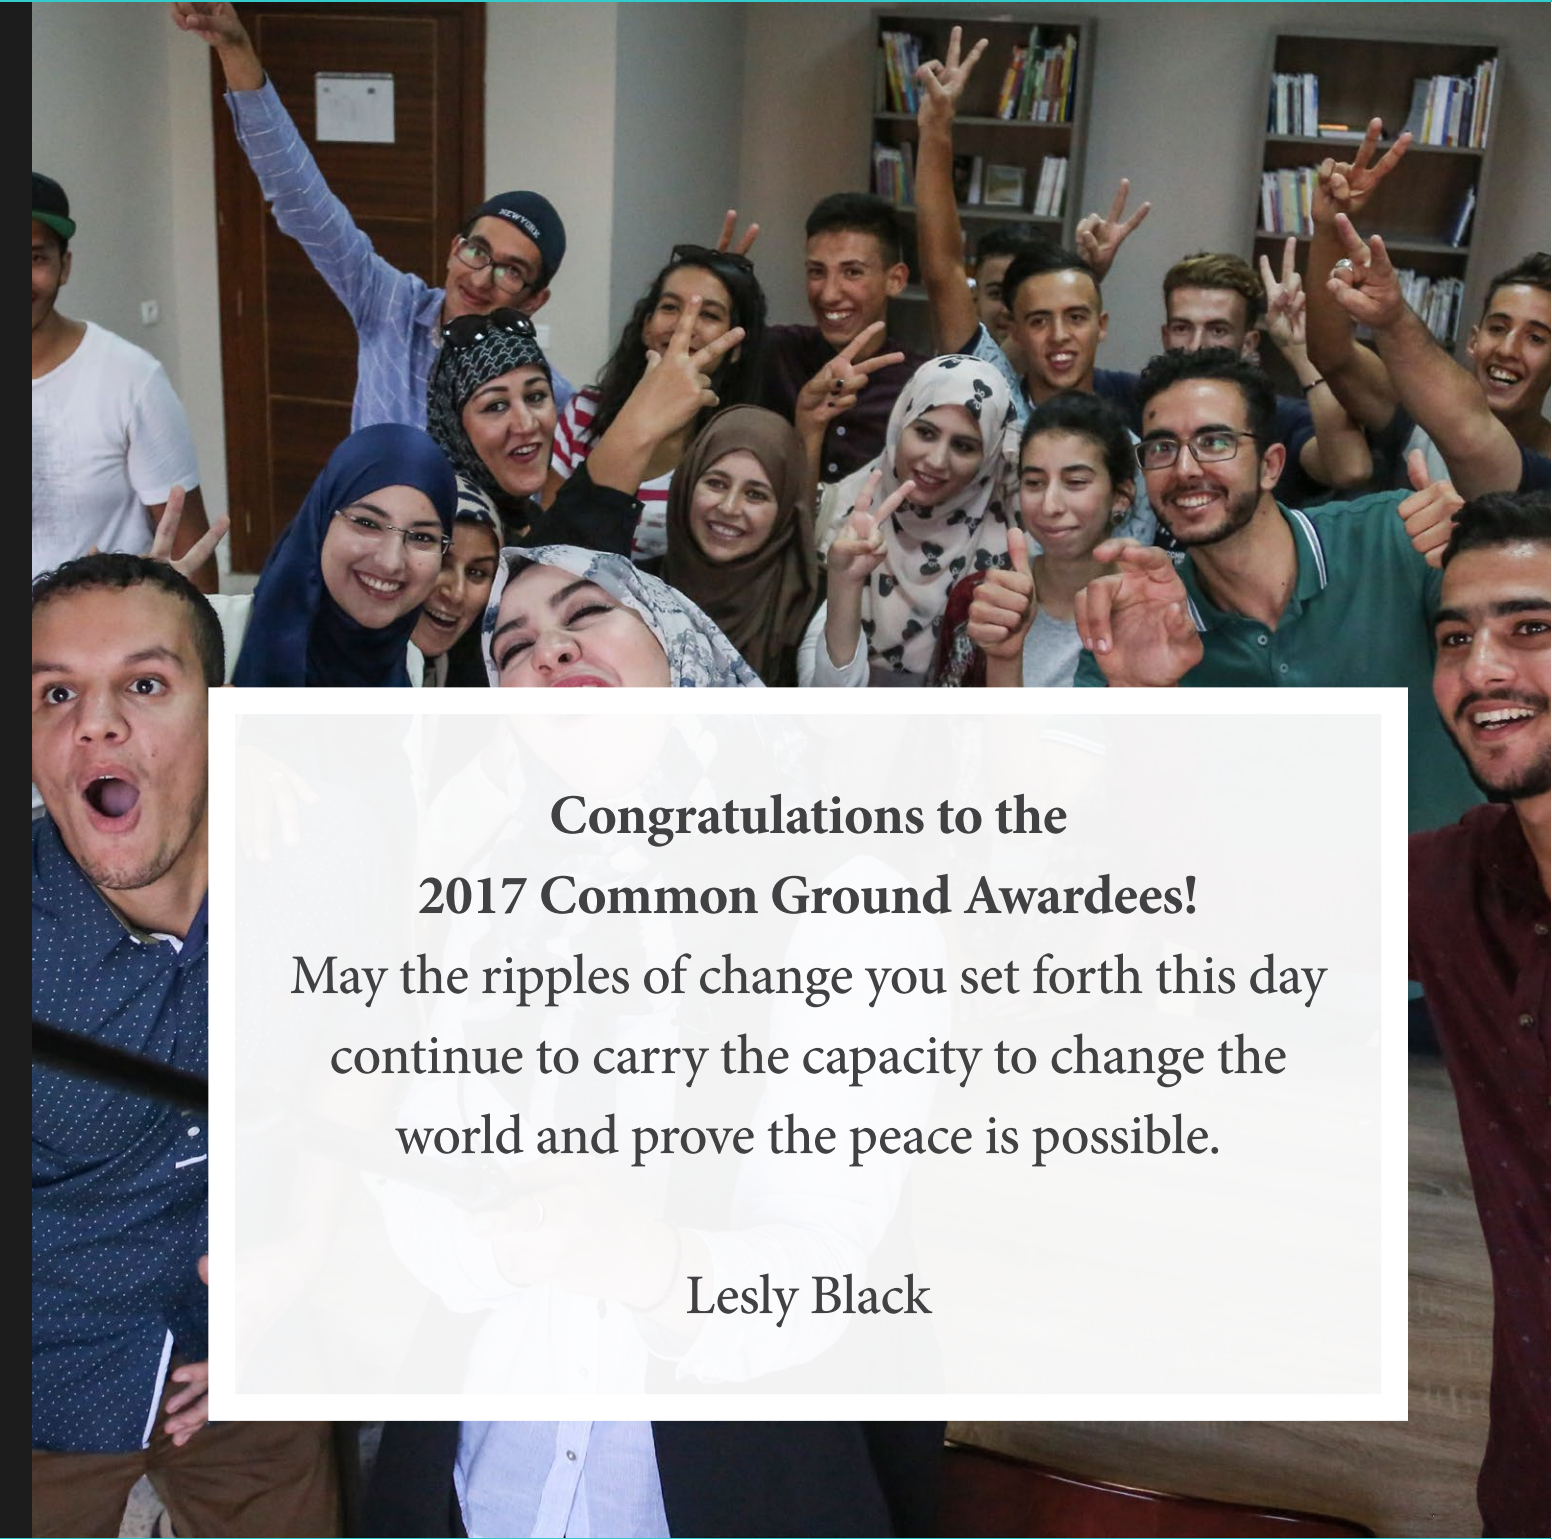 NEWYORK
Congratulations to the
2017 Common Ground Awardees!
May the ripples of change you set forth this day
continue to carry the capacity to change the
world and prove the peace is possible.
Lesly Black